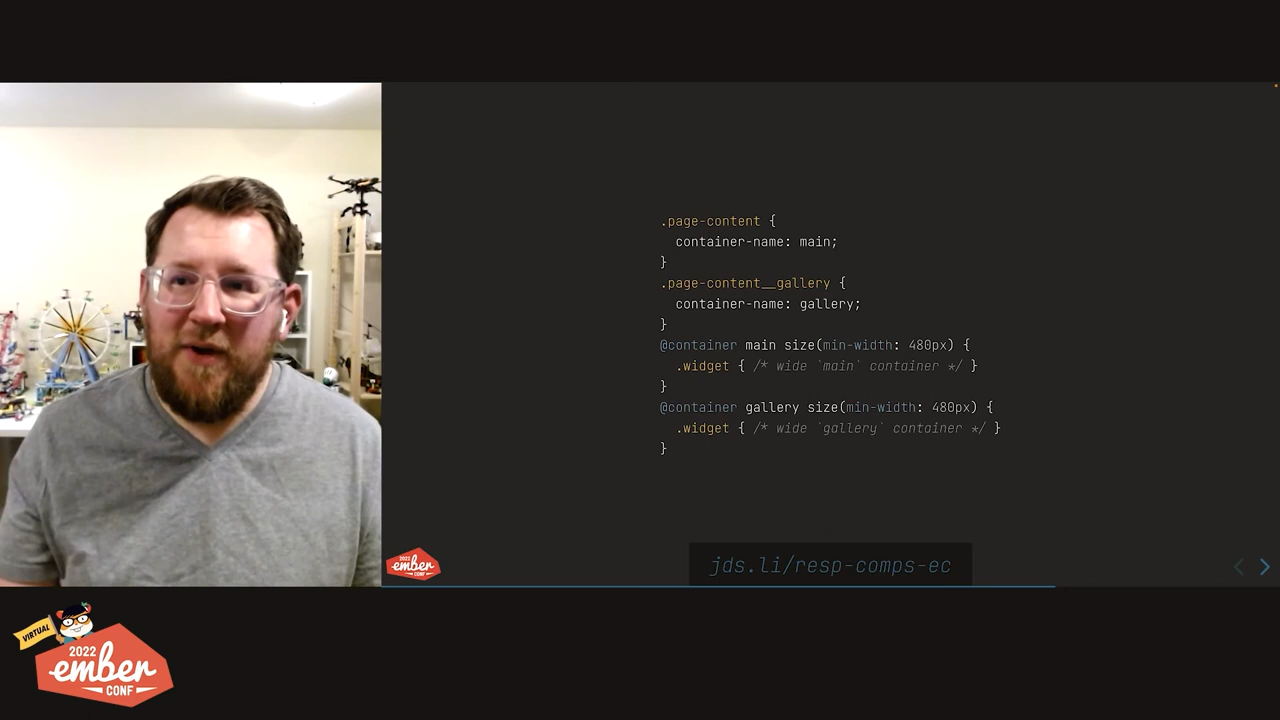 .page-content {
  container-name: main;
}
.page-content__gallery {
  container-name: gallery;
}
@container main size(min-width: 480px) {
  .widget { /* wide `main` container */ }
}
@container gallery size(min-width: 480px) {
  .widget { /* wide `gallery` container */ }
}
2022
ember
CONF
jds.li/resp-comps-ec
VIRTUAL
2022
ember
CONF